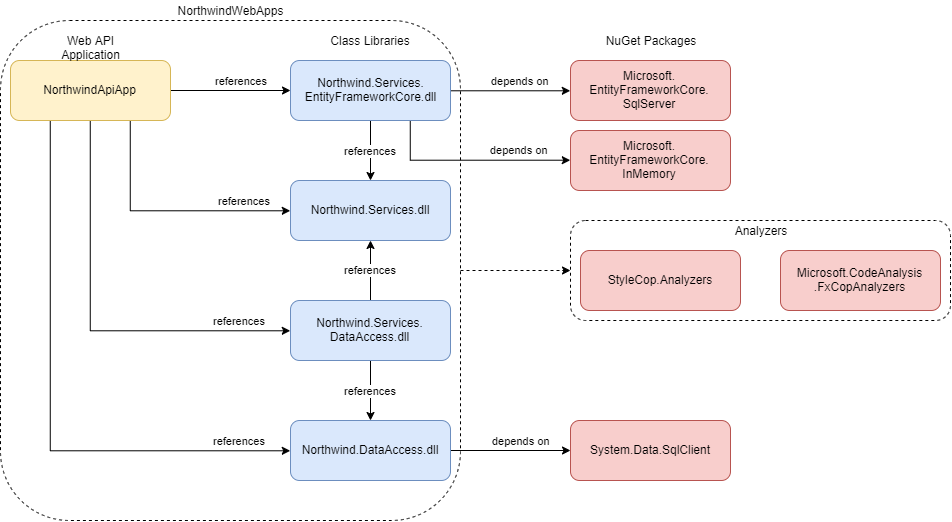 NorthwindWebApps
Web API
Application
Class Libraries
NuGet Packages
NorthwindApiApp
references
Northwind.Services.
EntityFrameworkCore.dll
depends on
Microsoft.
EntityFrameworkCore.
SqlServer
references
depends on
Microsoft.
EntityFrameworkCore.
InMemory
references
Northwind.Services.dll
Analyzers
references
StyleCop.Analyzers
Microsoft.CodeAnalysis
.FxCopAnalyzers
references
Northwind.Services.
DataAccess.dll
references
references
Northwind.DataAccess.dll
depends on
System.Data.SqlClient